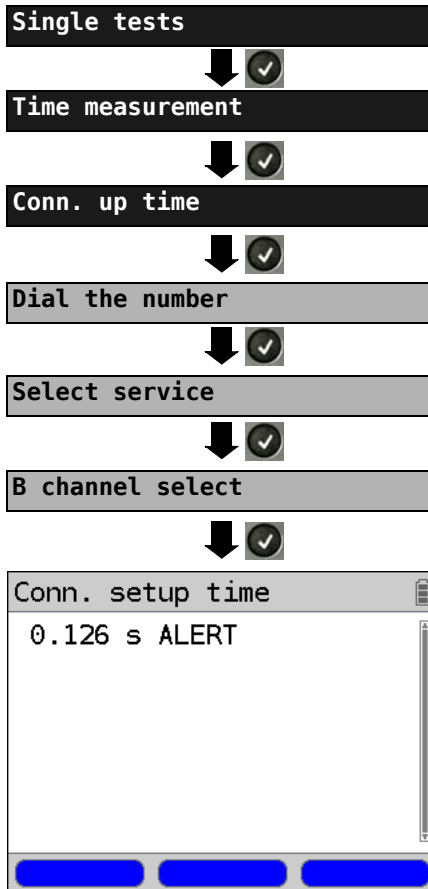 Single tests
Time measurement
Conn. up time
Dial the number
Select service
B channel select
Conn. setup time
0.126 s ALERT